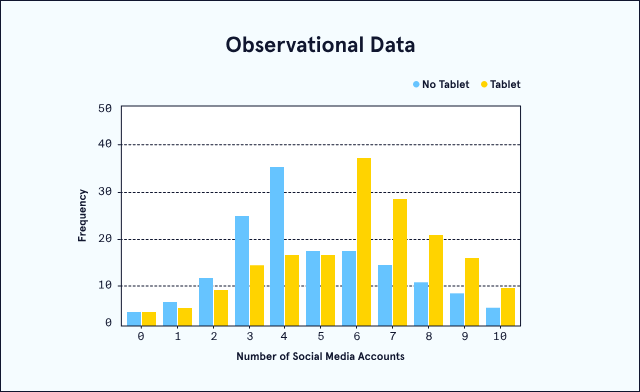 Observational Data
No Tablet Tablet
50
40
30
20
10
0
Frequency
0 1 2 3 4 5 6 7 8 9 10
Number of Social Media Accounts